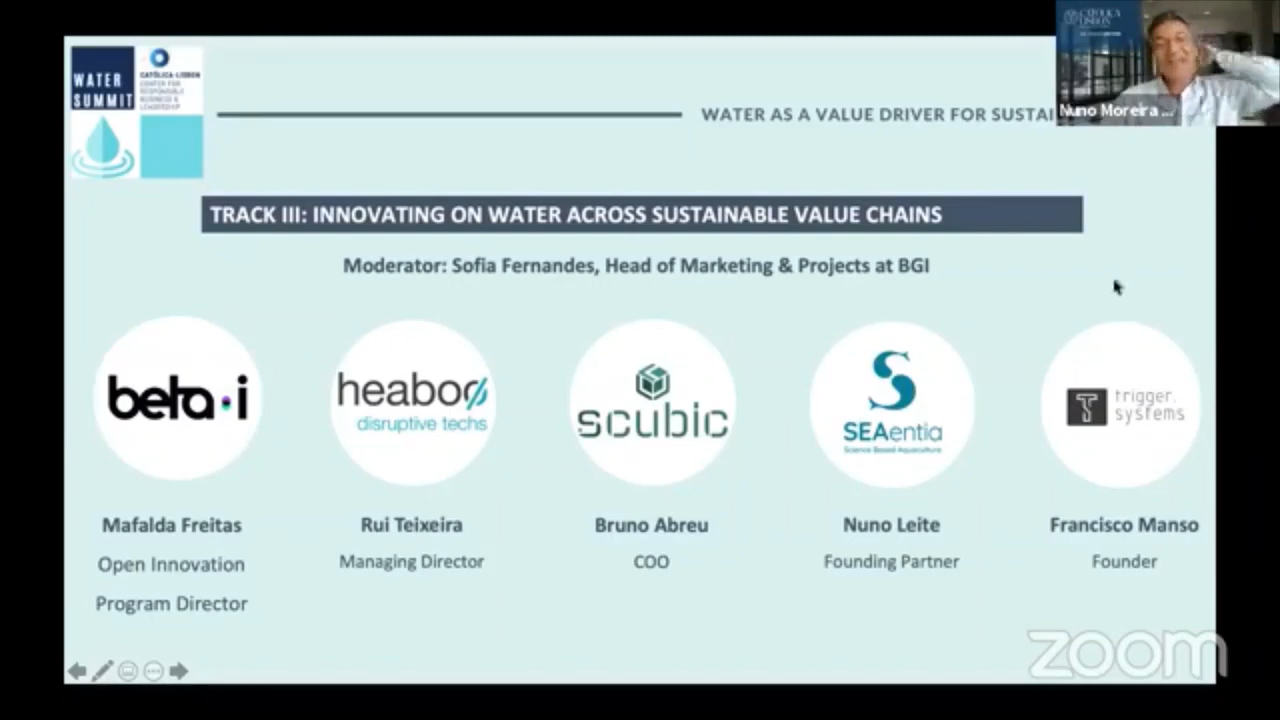 WATER
SUMMIT
CATÓLICA-LISBON
CENTER FOR
RESPONSIBLE
BUSINESS &
LEADERSHIP
WATER AS A VALUE DRIVER FOR SUSTAI
CATÓLICA
LISBON
Nuno Moreira ...
TRACK III: INNOVATING ON WATER ACROSS SUSTAINABLE VALUE CHAINS
Moderator: Sofia Fernandes, Head of Marketing & Projects at BGI
beta-i
heaboo
disruptive techs
scubic
SEAentia
Science Based Aquaculture
T
trigger.
systems
Mafalda Freitas
Open Innovation
Program Director
Rui Teixeira
Managing Director
Bruno Abreu
COO
Nuno Leite
Founding Partner
Francisco Manso
Founder
zoom